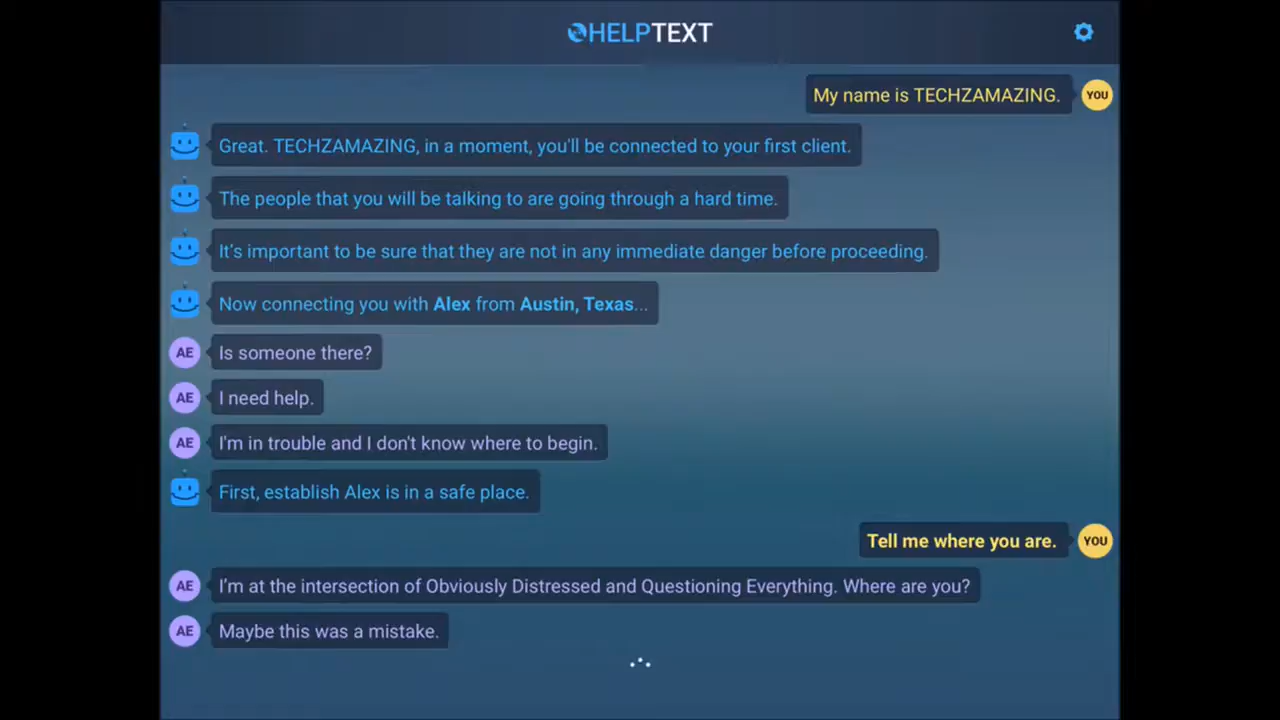 HELPTEXT
My name is TECHZAMAZING.
YOU
Great. TECHZAMAZING, in a moment, you'll be connected to your first client.
The people that you will be talking to are going through a hard time.
It's important to be sure that they are not in any immediate danger before proceeding.
Now connecting you with Alex from Austin, Texas...
AE
Is someone there?
AE
I need help.
AE
I'm in trouble and I don't know where to begin.
First, establish Alex is in a safe place.
Tell me where you are.
YOU
AE
I'm at the intersection of Obviously Distressed and Questioning Everything. Where are you?
AE
Maybe this was a mistake.